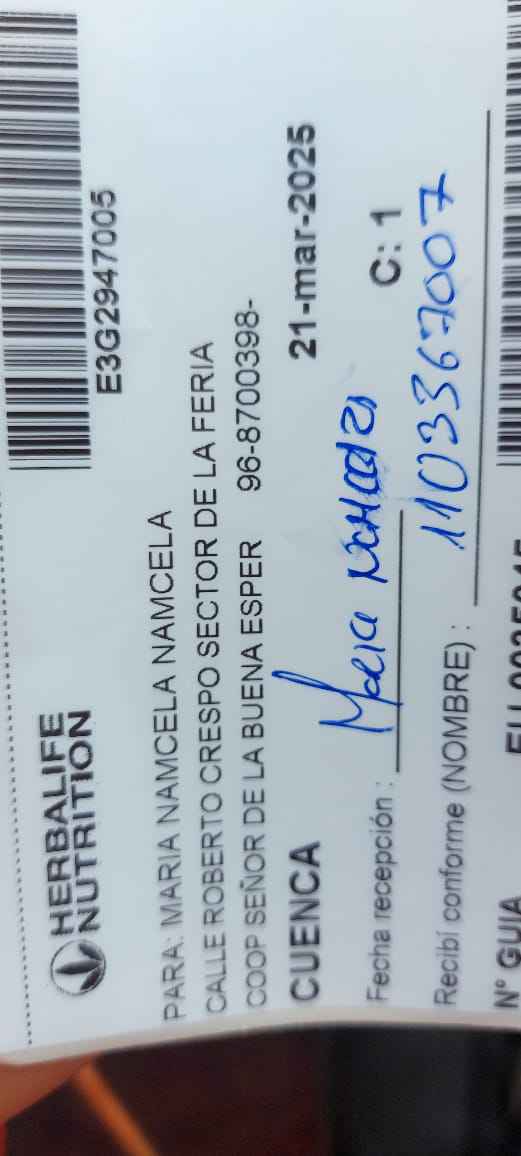 HERBALIFE
NUTRITION
E3G2947005
PARA: MARIA NAMCELA NAMCELA
CALLE ROBERTO CRESPO SECTOR DE LA FERIA
COOP SEÑOR DE LA BUENA ESPER 96-8700398-
CUENCA 21-mar-2025
Maria
Fecha recepción : C: 1
1103367007
Recibí conforme (NOMBRE) :
N° GUIA